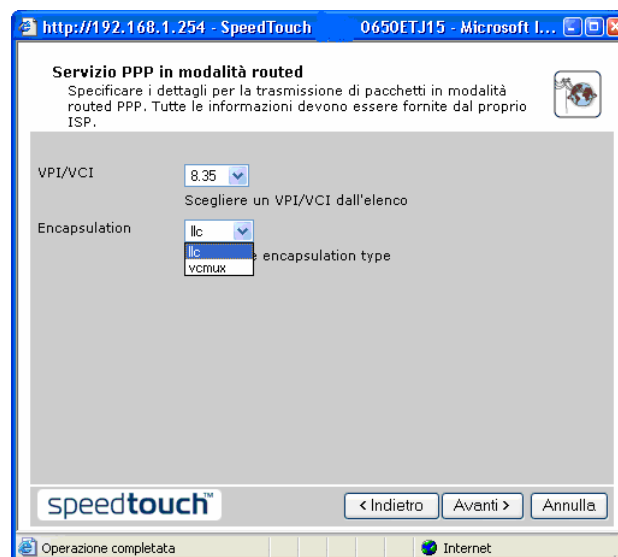 http://192.168.1.254 - SpeedTouch 0650ETJ15 - Microsoft I...
Servizio PPP in modalità routed
Specificare i dettagli per la trasmissione di pacchetti in modalità
routed PPP. Tutte le informazioni devono essere fornite dal proprio
ISP.
VPI/VCI
8.35
Scegliere un VPI/VCI dall'elenco
Encapsulation
llc
llc
encapsulation type
vcmux
speedtouch™
< Indietro
Avanti >
Annulla
Operazione completata
Internet